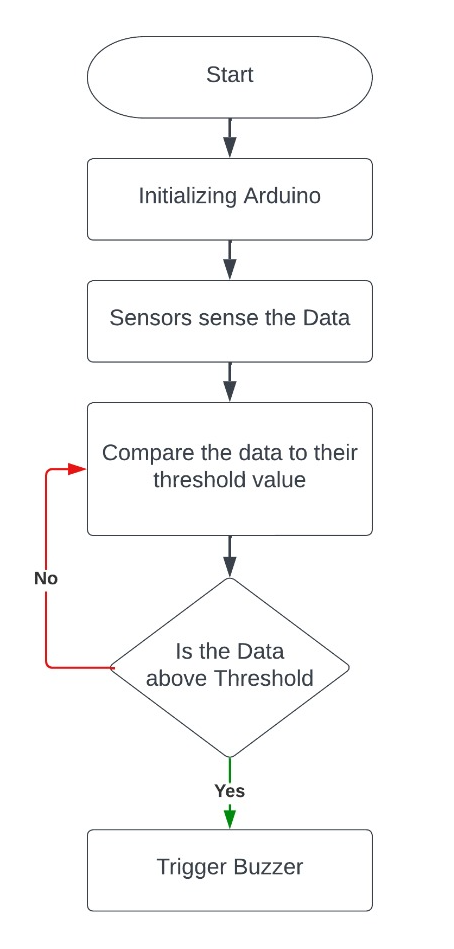 Start
Initializing Arduino
Sensors sense the Data
Compare the data to their
threshold value
No
Is the Data
above Threshold
Yes
Trigger Buzzer